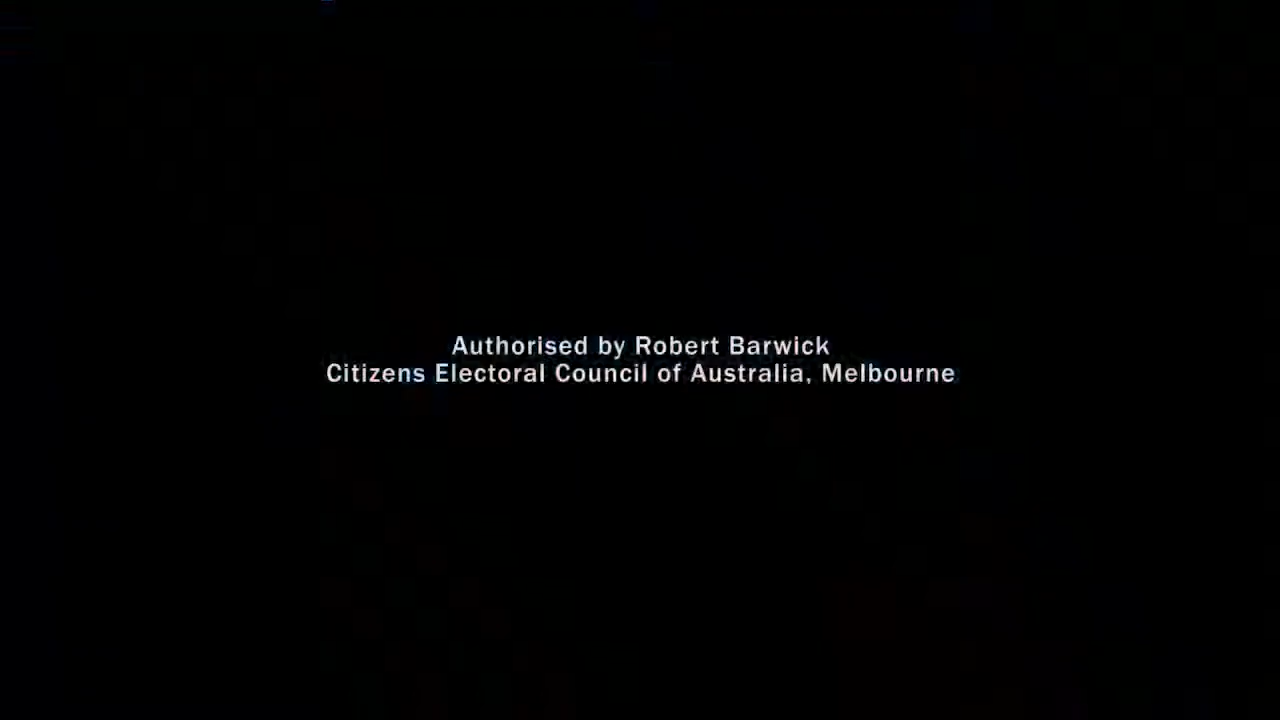 Authorised by Robert Barwick
Citizens Electoral Council of Australia, Melbourne